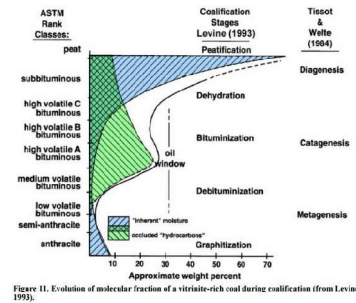 ASTM
Rank
Classes:
Coalification
Stages
Levine (1993)
Tissot
&
Welte
(1984)
peat
Peatification
subbituminous
Diagenesis
Dehydration
high volatile C
bituminous
high volatile B
bituminous
Bituminization
Catagenesis
high volatile A
bituminous
oil
window
medium volatile
bituminous
Debituminization
low volatile
bituminous
Metagenesis
semi-anthracite
"inherent" moisture
occluded "hydrocarbons"
anthracite
Graphitization
10 20 30 40 50 60 70 80
Approximate weight percent
Figure 11. Evolution of molecular fraction of a vitrinite-rich coal during coalification (from Levin
1993).